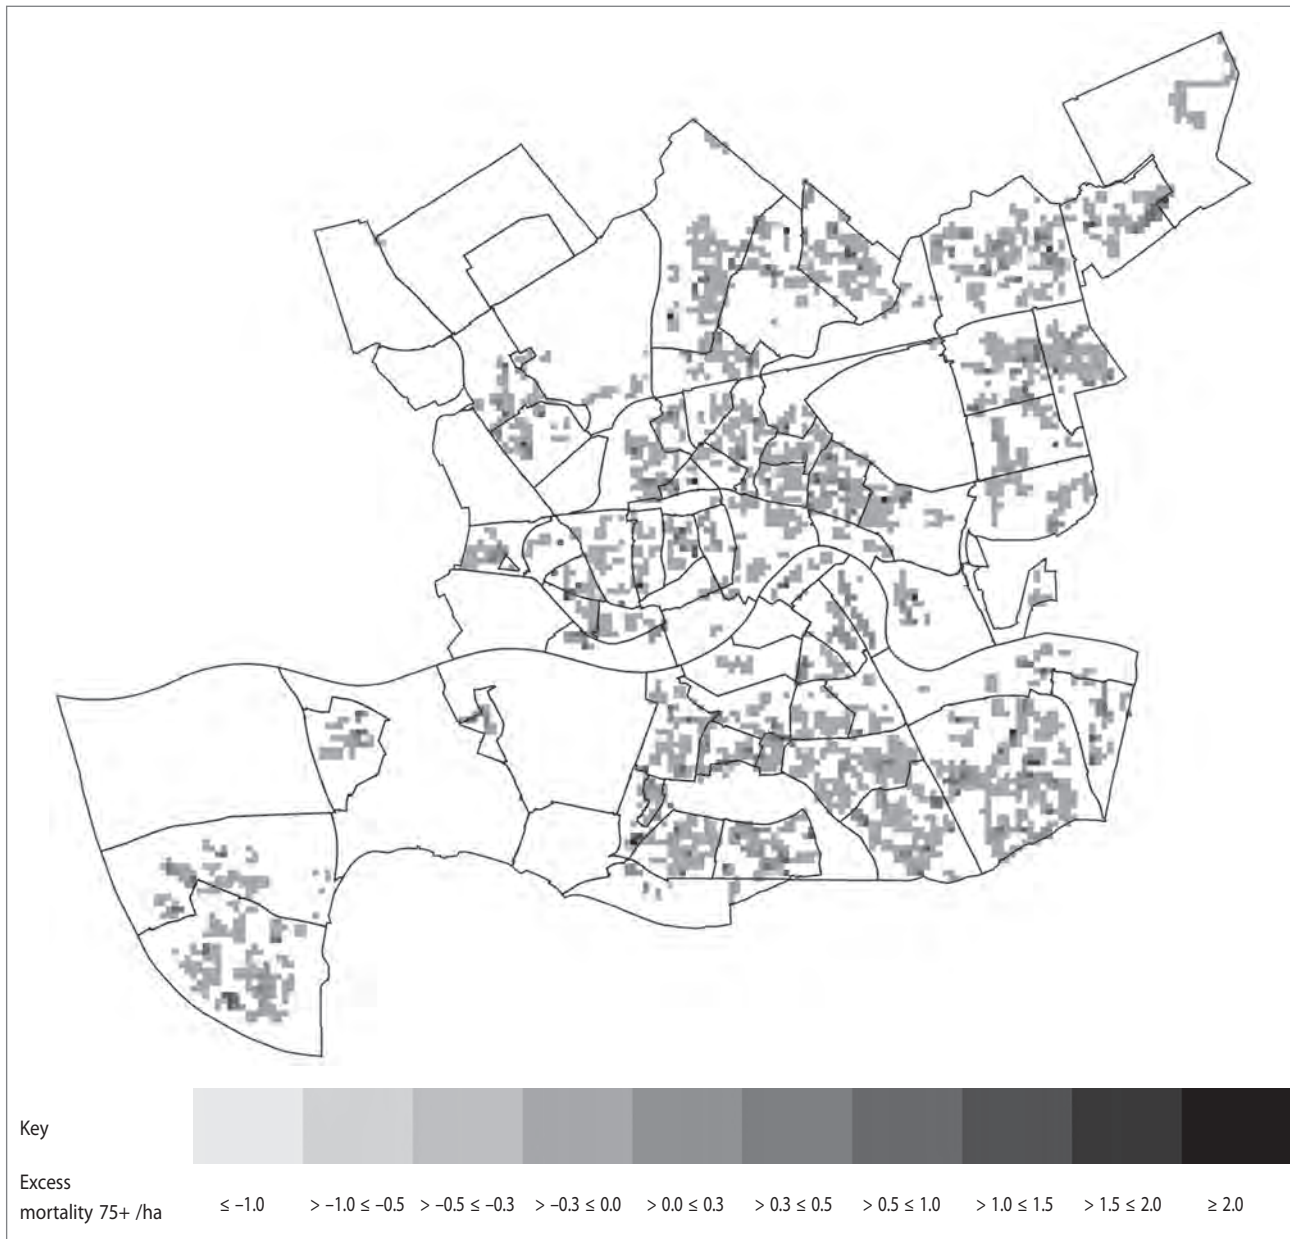 Key
Excess
mortality 75+ /ha
≤ –1.0 > –1.0 ≤ –0.5 > –0.5 ≤ –0.3 > –0.3 ≤ 0.0 > 0.0 ≤ 0.3 > 0.3 ≤ 0.5 > 0.5 ≤ 1.0 > 1.0 ≤ 1.5 > 1.5 ≤ 2.0 ≥ 2.0